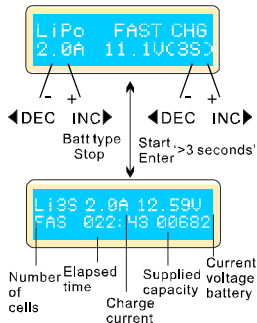 LiPo FAST CHG
2.0A 11.1V(3S)
- + - +
◀DEC INC▶ ◀DEC INC▶
Batt type Start
Stop Enter '>3 seconds'
Li3S 2.0A 12.59V
FAS 022:43 00682
Number of cells
Elapsed time
Charge current
Supplied capacity
Current voltage battery